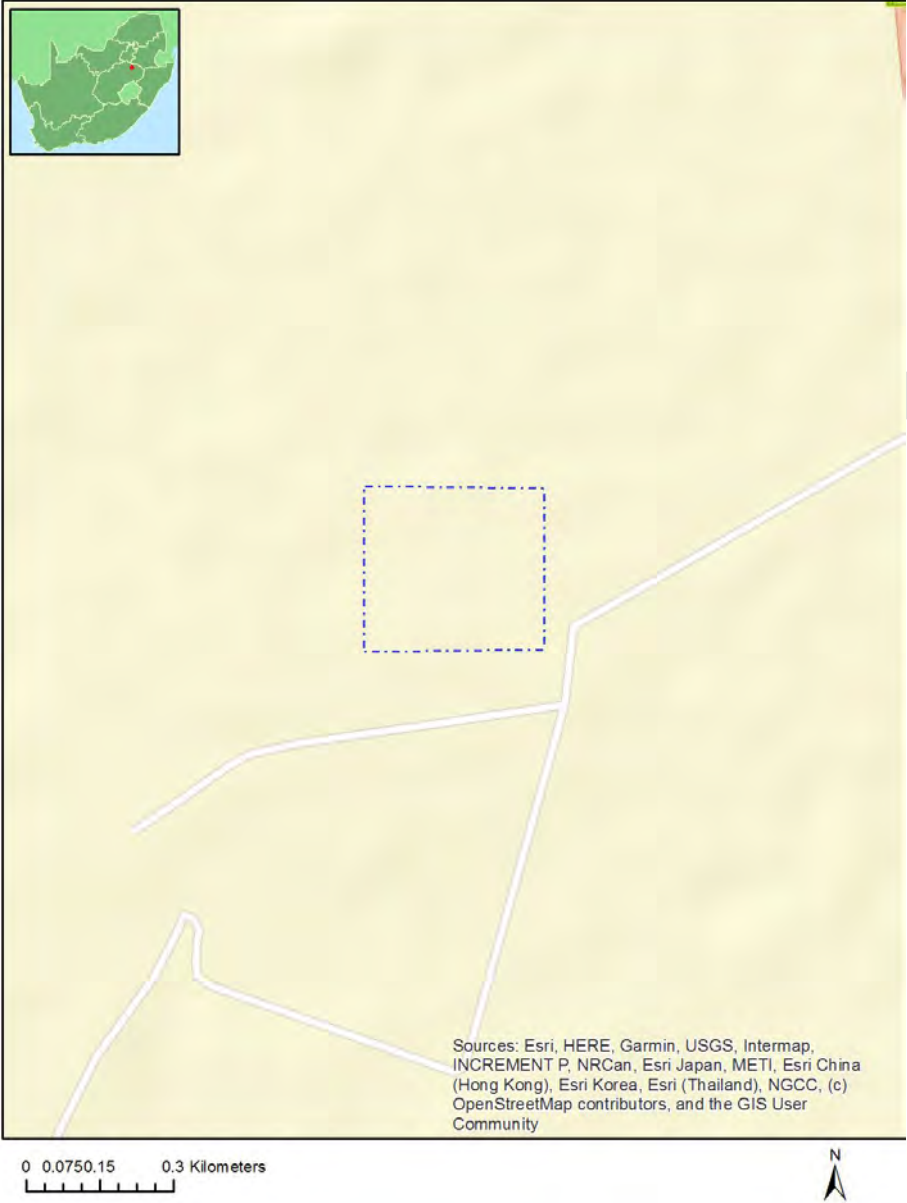 Sources: Esri, HERE, Garmin, USGS, Intermap,
INCREMENT P, NRCan, Esri Japan, METI, Esri China
(Hong Kong), Esri Korea, Esri (Thailand), NGCC, (c)
OpenStreetMap contributors, and the GIS User
Community
0 0.0750.15 0.3 Kilometers
N